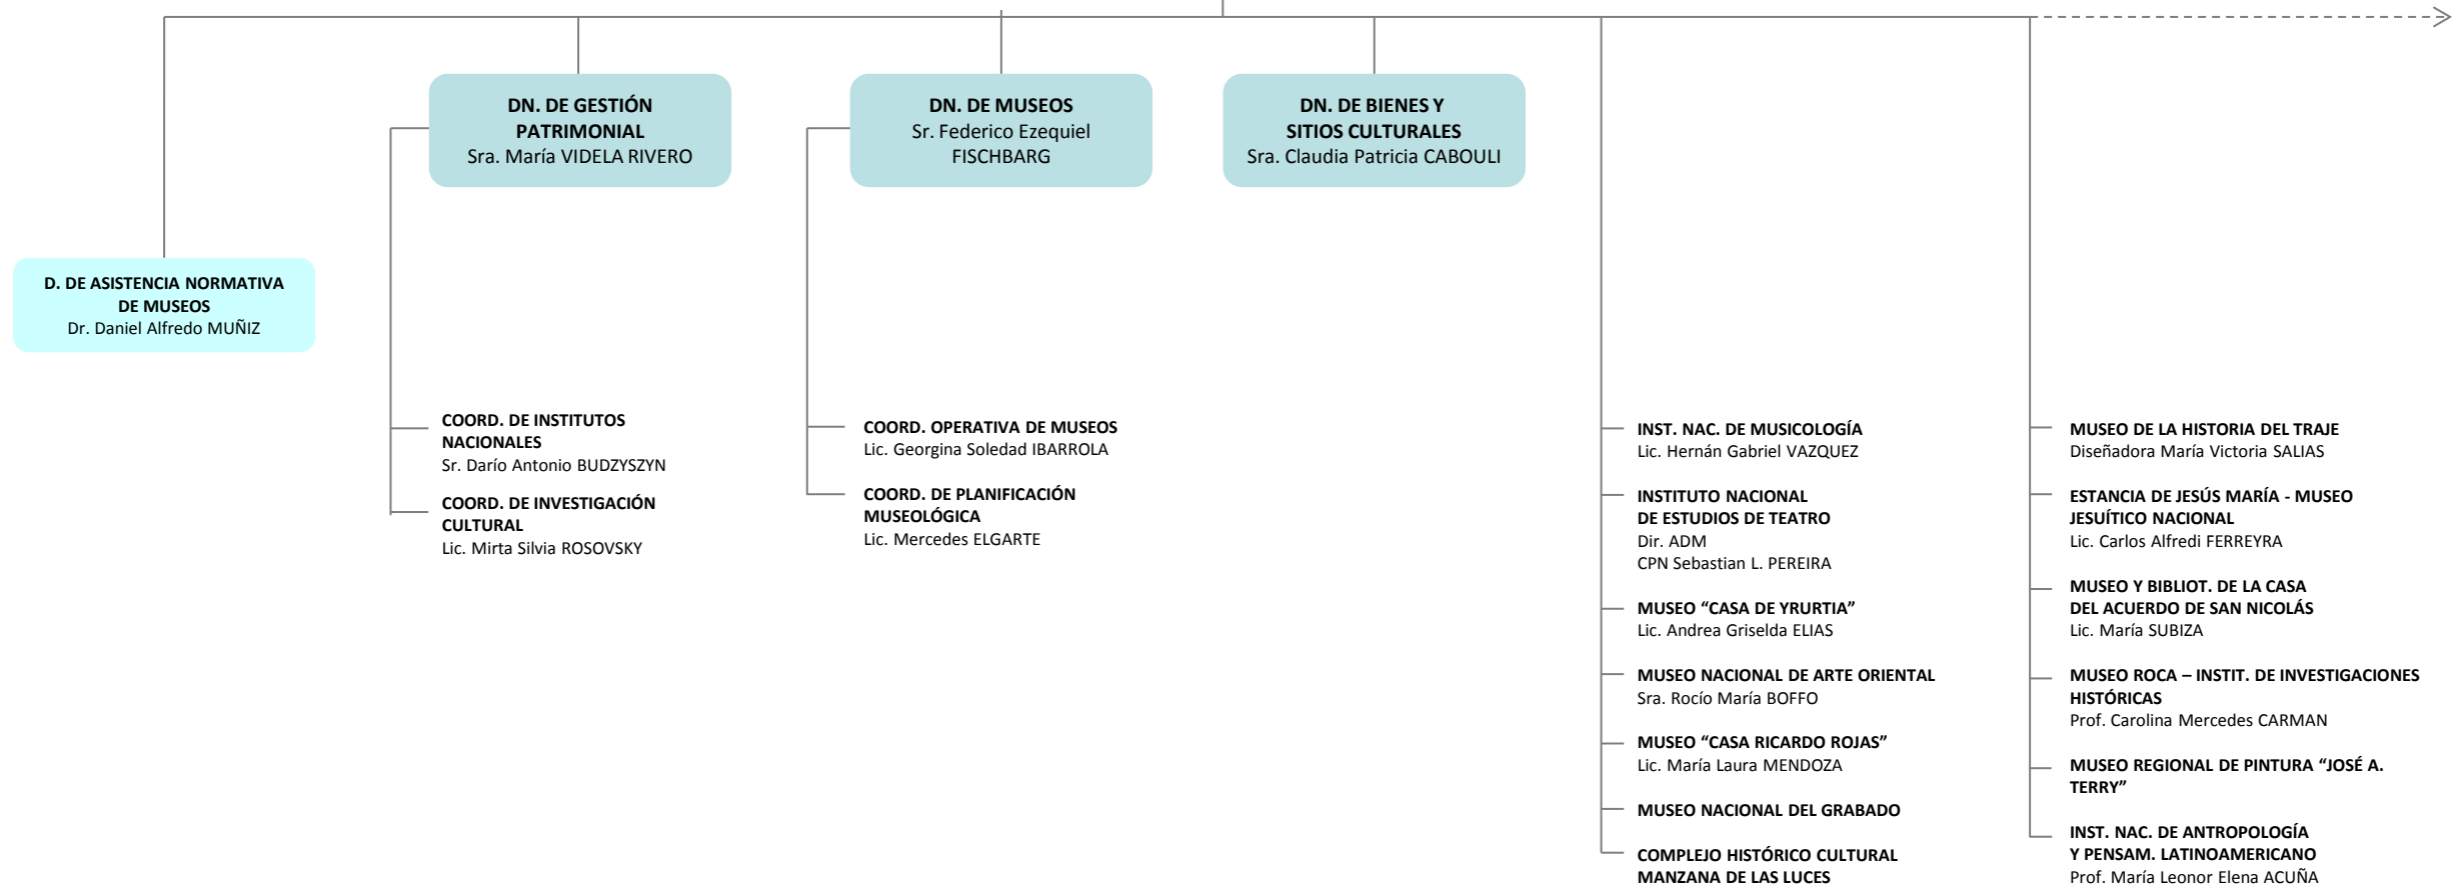 DN. DE GESTIÓN
PATRIMONIAL
Sra. María VIDELA RIVERO
DN. DE MUSEOS
Sr. Federico Ezequiel
FISCHBARG
DN. DE BIENES Y
SITIOS CULTURALES
Sra. Claudia Patricia CABOULI
D. DE ASISTENCIA NORMATIVA
DE MUSEOS
Dr. Daniel Alfredo MUÑIZ
COORD. DE INSTITUTOS
NACIONALES
Sr. Darío Antonio BUDZYSZYN
COORD. DE INVESTIGACIÓN
CULTURAL
Lic. Mirta Silvia ROSOVSKY
COORD. OPERATIVA DE MUSEOS
Lic. Georgina Soledad IBARROLA
COORD. DE PLANIFICACIÓN
MUSEOLÓGICA
Lic. Mercedes ELGARTE
INST. NAC. DE MUSICOLOGÍA
Lic. Hernán Gabriel VAZQUEZ
INSTITUTO NACIONAL
DE ESTUDIOS DE TEATRO
Dir. ADM
CPN Sebastian L. PEREIRA
MUSEO “CASA DE YRURTIA”
Lic. Andrea Griselda ELIAS
MUSEO NACIONAL DE ARTE ORIENTAL
Sra. Rocío María BOFFO
MUSEO “CASA RICARDO ROJAS”
Lic. María Laura MENDOZA
MUSEO NACIONAL DEL GRABADO
COMPLEJO HISTÓRICO CULTURAL
MANZANA DE LAS LUCES
MUSEO DE LA HISTORIA DEL TRAJE
Diseñadora María Victoria SALIAS
ESTANCIA DE JESÚS MARÍA - MUSEO
JESUÍTICO NACIONAL
Lic. Carlos Alfredi FERREYRA
MUSEO Y BIBLIOT. DE LA CASA
DEL ACUERDO DE SAN NICOLÁS
Lic. María SUBIZA
MUSEO ROCA – INSTIT. DE INVESTIGACIONES
HISTÓRICAS
Prof. Carolina Mercedes CARMAN
MUSEO REGIONAL DE PINTURA “JOSÉ A.
TERRY”
INST. NAC. DE ANTROPOLOGÍA
Y PENSAM. LATINOAMERICANO
Prof. María Leonor Elena ACUÑA